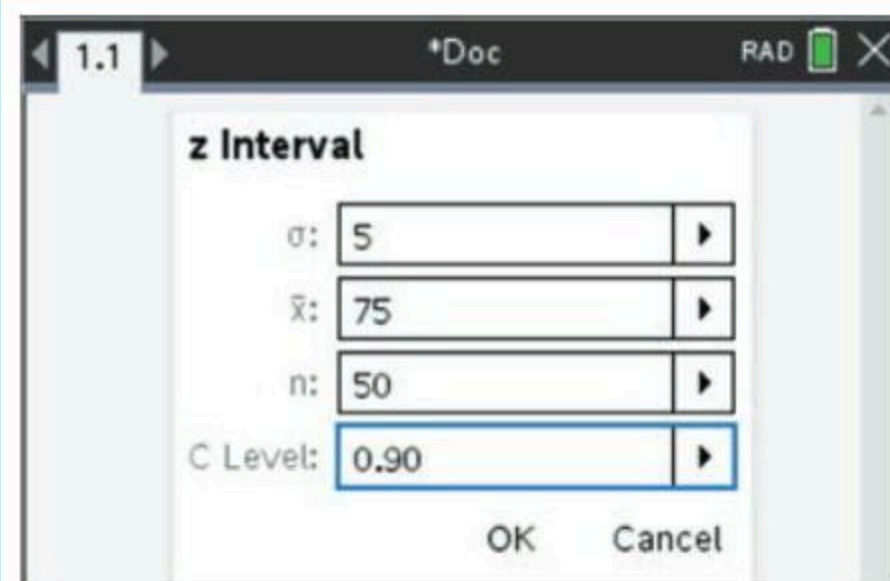 1.1 *Doc RAD
z Interval
σ: 5
x̄: 75
n: 50
C Level: 0.90
OK Cancel